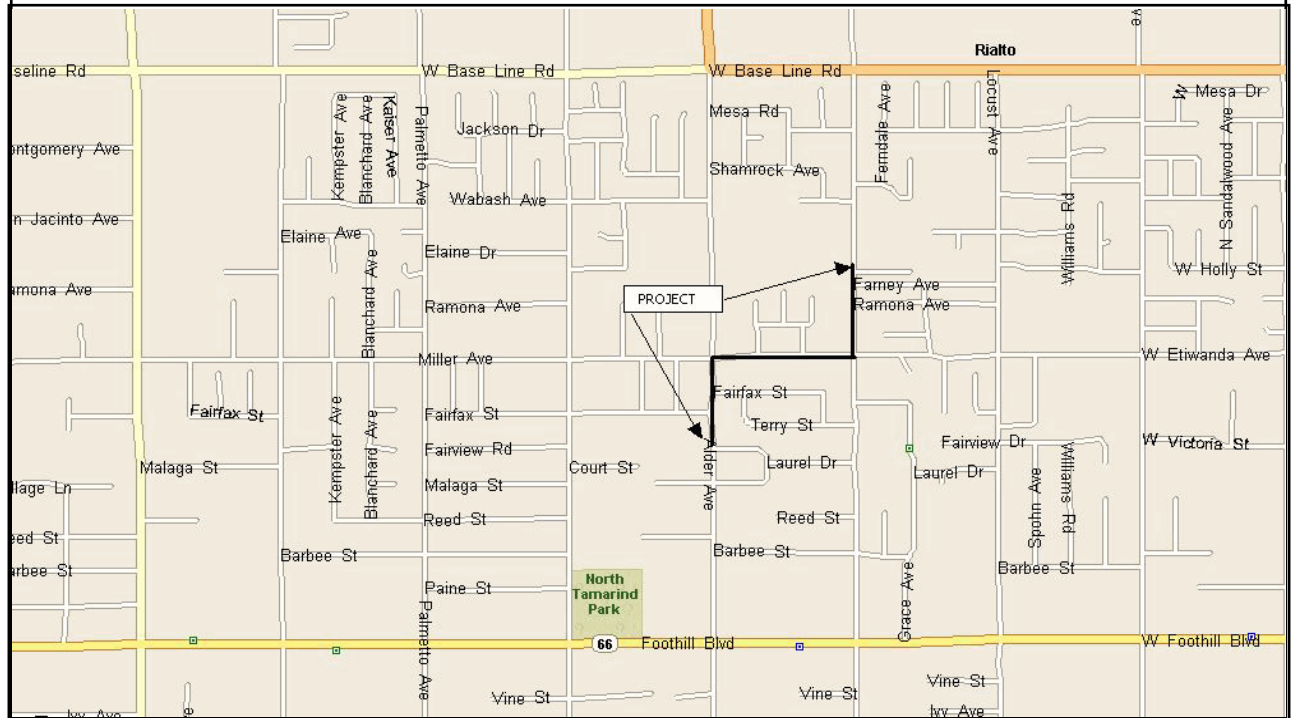 Rialto
seline Rd
W Base Line Rd
W Base Line Rd
Mesa Rd
Ferndale Ave
Locust Ave
Mesa Dr
N Sandalwood Ave
Kempster Ave
Blanchard Ave
Kaiser Ave
Palmetto Ave
Jackson Dr
ontgomery Ave
Shamrock Ave
Wabash Ave
n Jacinto Ave
Elaine Ave
Elaine Dr
Williams Rd
W Holly St
Blanchard Ave
amona Ave
Ramona Ave
PROJECT
Farney Ave
Ramona Ave
Miller Ave
W Etiwanda Ave
Fairfax St
Fairfax St
Fairfax St
Kempster Ave
Blanchard Ave
Terry St
Fairview Rd
Fairview Dr
W Victoria St
Malaga St
Court St
Alder Ave
Laurel Dr
Laurel Dr
Malaga St
llage Ln
Spohn Ave
Williams Rd
Reed St
Reed St
eed St
Barbee St
Barbee St
Barbee St
arbee St
Paine St
North
Tamarind
Park
Grace Ave
Palmetto Ave
66
Foothill Blvd
W Foothill Blvd
Vine St
Vine St
Vine St
Ivy Ave
Ivy Ave